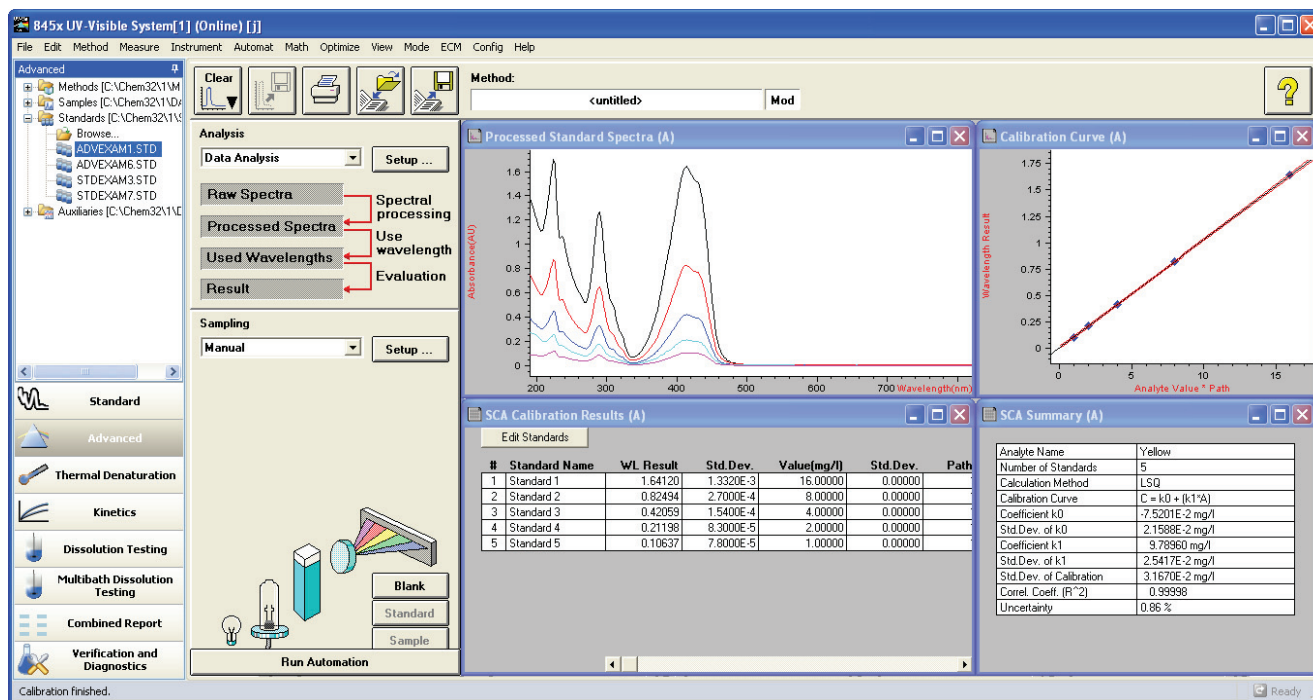 845x UV-Visible System[1] (Online) [j]
File Edit Method Measure Instrument Automat Math Optimize View Mode ECM Config Help
Advanced
Methods [C:\Chem32\1\M
Samples [C:\Chem32\1\DA
Standards [C:\Chem32\1\S
Browse...
ADVEXAM1.STD
ADVEXAM6.STD
STDEXAM3.STD
STDEXAM7.STD
Auxiliaries [C:\Chem32\1\D
Standard
Advanced
Thermal Denaturation
Kinetics
Dissolution Testing
Multibath Dissolution
Testing
Combined Report
Verification and
Diagnostics
Clear
Method:
<untitled> Mod
Analysis
Data Analysis Setup ...
Raw Spectra
Spectral
processing
Processed Spectra
Use
wavelength
Used Wavelengths
Evaluation
Result
Sampling
Manual Setup ...
Blank
Standard
Sample
Run Automation
Processed Standard Spectra (A)
Absorbance(AU)
1.6
1.4
1.2
1
0.8
0.6
0.4
0.2
0
200 300 400 500 600 700 Wavelength(nm)
Calibration Curve (A)
Wavelength Result
1.75
1.5
1.25
1
0.75
0.5
0.25
0
0 5 10 15
Analyte Value * Path
SCA Calibration Results (A)
Edit Standards
# Standard Name WL Result Std.Dev. Value(mg/l) Std.Dev. Path
1 Standard 1 1.64120 1.3320E-3 16.00000 0.00000
2 Standard 2 0.82494 2.7000E-4 8.00000 0.00000
3 Standard 3 0.42059 1.5400E-4 4.00000 0.00000
4 Standard 4 0.21198 8.3000E-5 2.00000 0.00000
5 Standard 5 0.10637 7.8000E-5 1.00000 0.00000
SCA Summary (A)
Analyte Name Yellow
Number of Standards 5
Calculation Method LSQ
Calibration Curve C = k0 + (k1*A)
Coefficient k0 -7.5201E-2 mg/l
Std.Dev. of k0 2.1588E-2 mg/l
Coefficient k1 9.78960 mg/l
Std.Dev. of k1 2.5417E-2 mg/l
Std.Dev. of Calibration 3.1670E-2 mg/l
Correl. Coeff. (R^2) 0.99998
Uncertainty 0.86 %
Calibration finished.
Ready